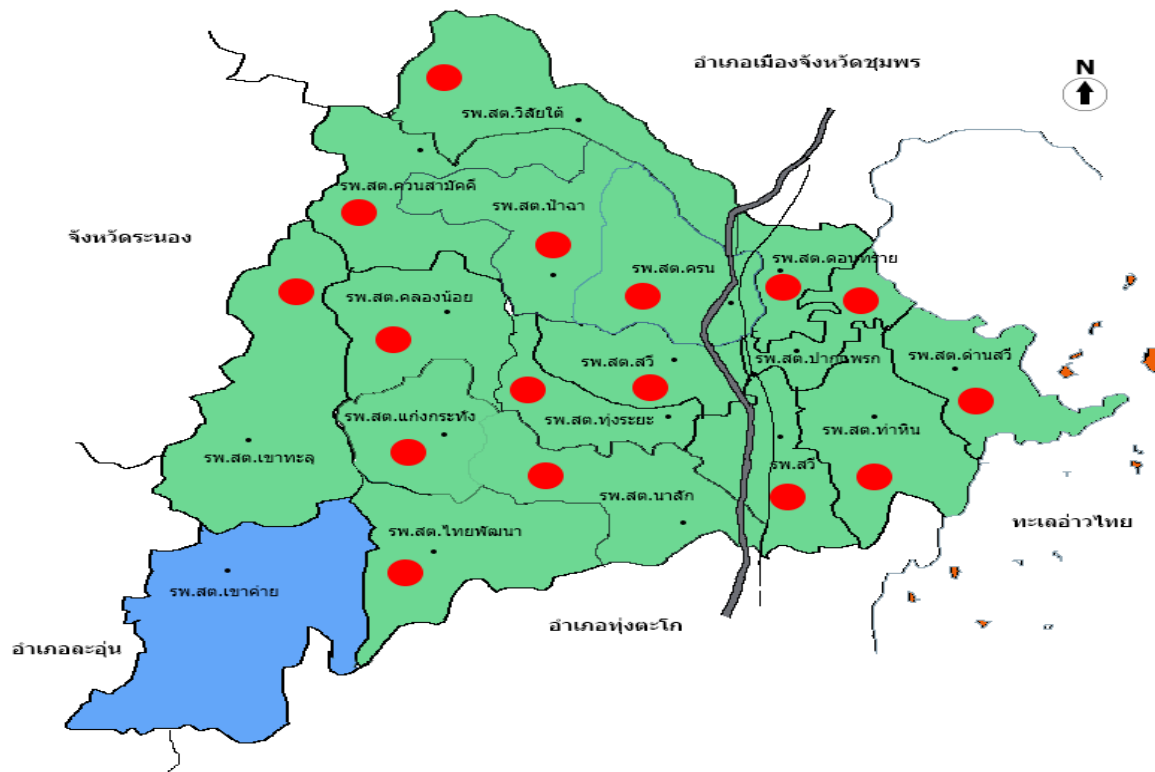 อำเภอเมืองจังหวัดชุมพร
N
รพ.สต.วิสัยใต้
รพ.สต.ควนสามัคคี
รพ.สต.ป่าฉา
จังหวัดระนอง
รพ.สต.ดอนทราย
รพ.สต.ครน
รพ.สต.คลองน้อย
รพ.สต.ปากแพรก
รพ.สต.สวี
รพ.สต.ด่านสวี
รพ.สต.แก่งกระทั่ง
รพ.สต.ทุ่งระยะ
รพ.สต.ท่าหิน
รพ.สต.เขาทะลุ
รพ.สวี
รพ.สต.นาสัก
ทะเลอ่าวไทย
รพ.สต.ไทยพัฒนา
รพ.สต.เขาค่าย
อำเภอทุ่งตะโก
อำเภอละอุ่น